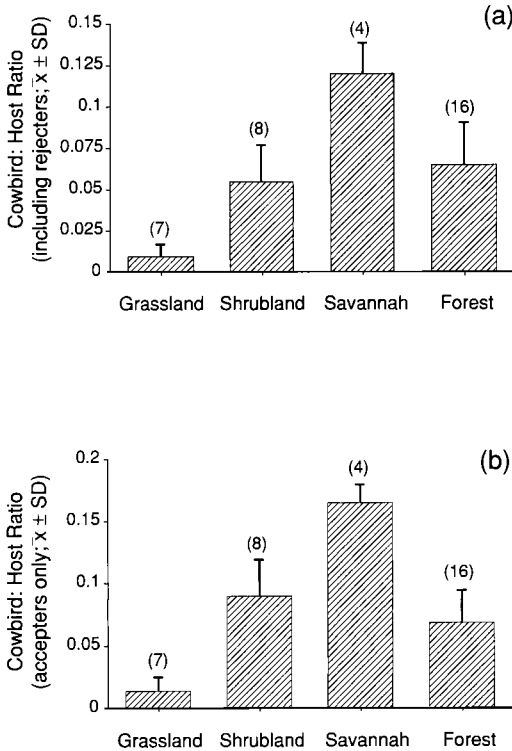 (a)
Cowbird: Host Ratio
(including rejecters; x̄ ± SD)
0.15
0.125
0.1
0.075
0.05
0.025
0
(7)
(8)
(4)
(16)
Grassland
Shrubland
Savannah
Forest
(b)
Cowbird: Host Ratio
(accepters only; x̄ ± SD)
0.2
0.15
0.1
0.05
0
(7)
(8)
(4)
(16)
Grassland
Shrubland
Savannah
Forest